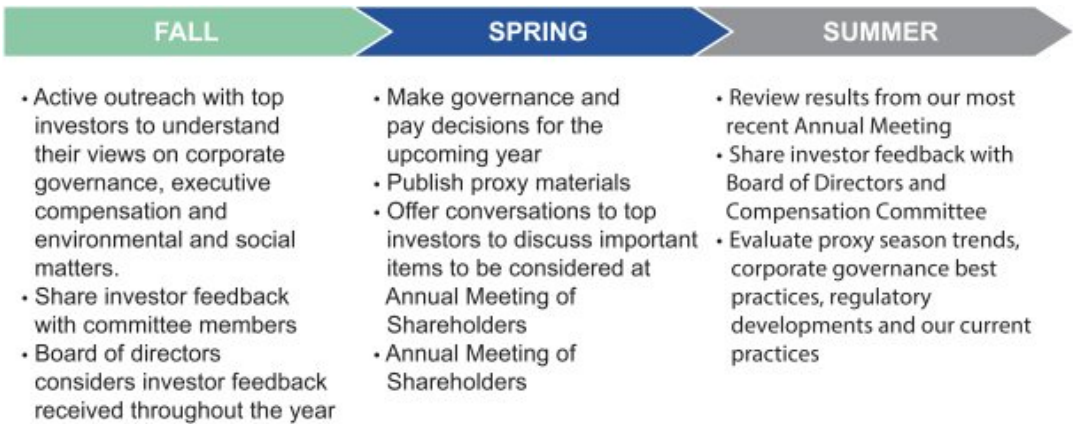 FALL
SPRING
SUMMER
• Active outreach with top
investors to understand
their views on corporate
governance, executive
compensation and
environmental and social
matters.
• Share investor feedback
with committee members
• Board of directors
considers investor feedback
received throughout the year
• Make governance and
pay decisions for the
upcoming year
• Publish proxy materials
• Offer conversations to top
investors to discuss important
items to be considered at
Annual Meeting of
Shareholders
• Annual Meeting of
Shareholders
• Review results from our most
recent Annual Meeting
• Share investor feedback with
Board of Directors and
Compensation Committee
• Evaluate proxy season trends,
corporate governance best
practices, regulatory
developments and our current
practices